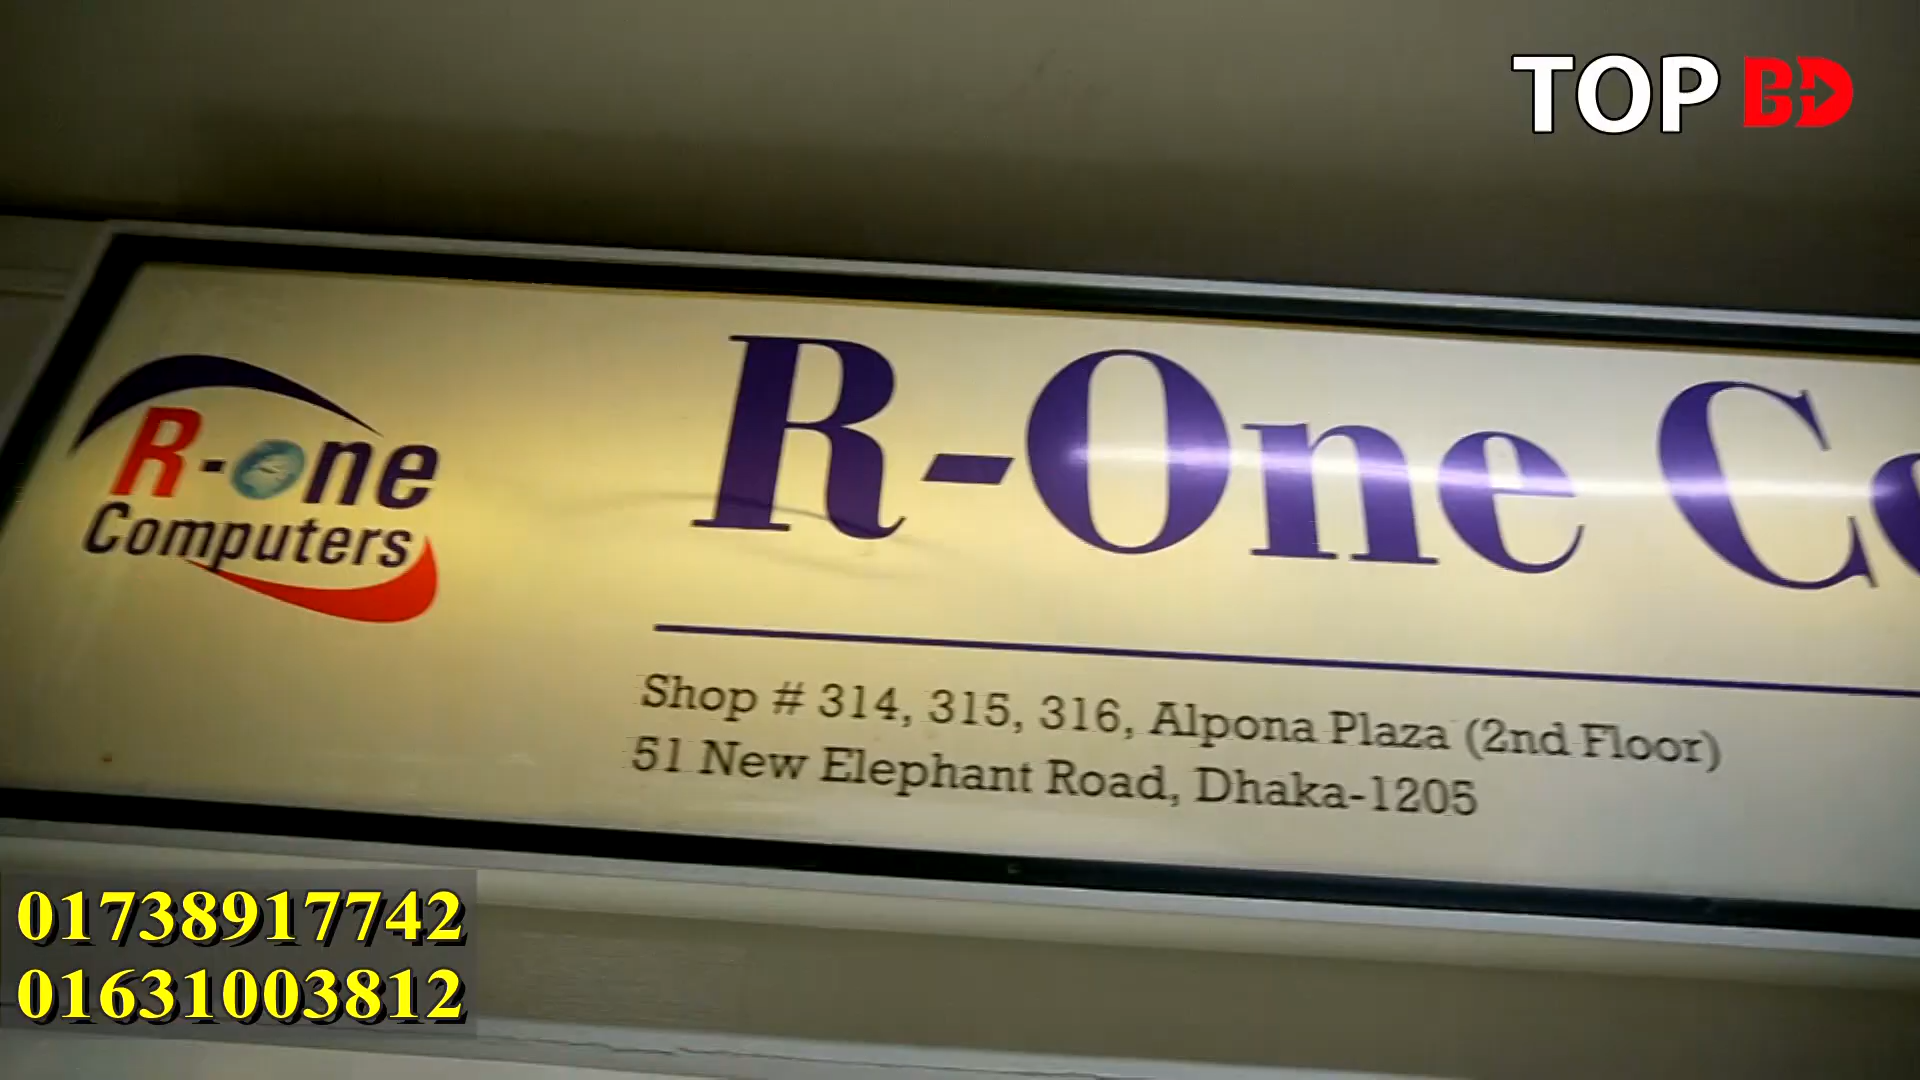 TOP BD
R-One Co
R-one
Computers
Shop # 314, 315, 316, Alpona Plaza (2nd Floor)
51 New Elephant Road, Dhaka-1205
01738917742
01631003812